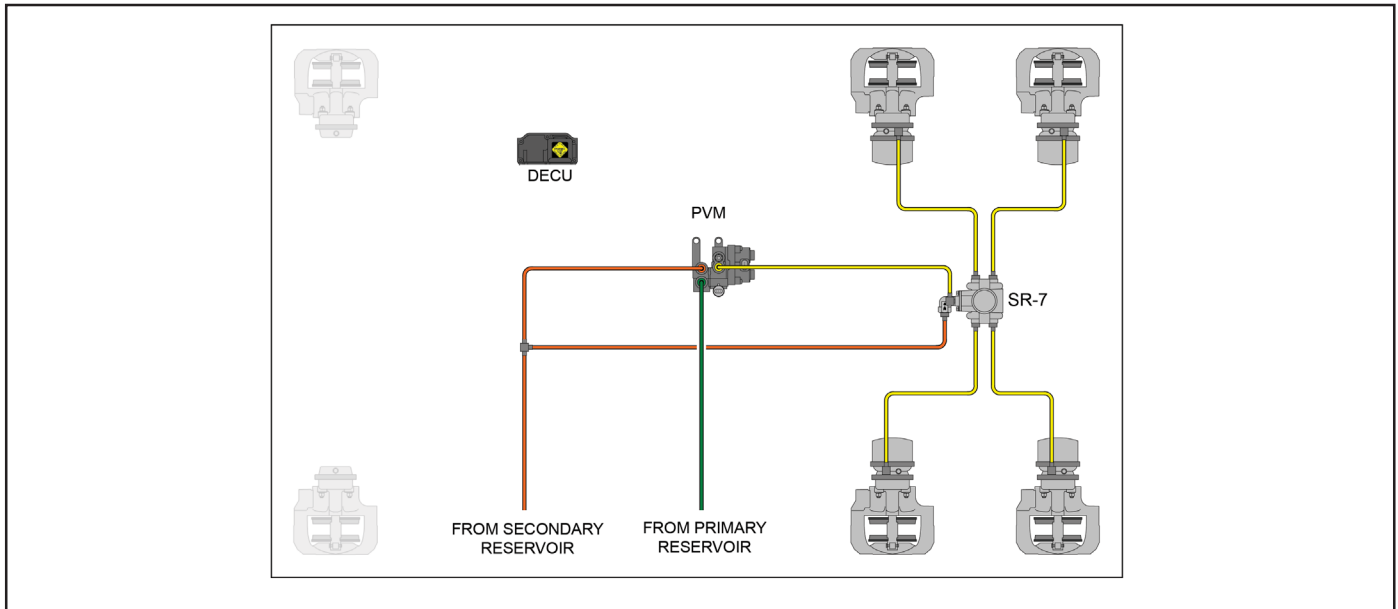 DECU
PVM
SR-7
FROM SECONDARY
RESERVOIR
FROM PRIMARY
RESERVOIR